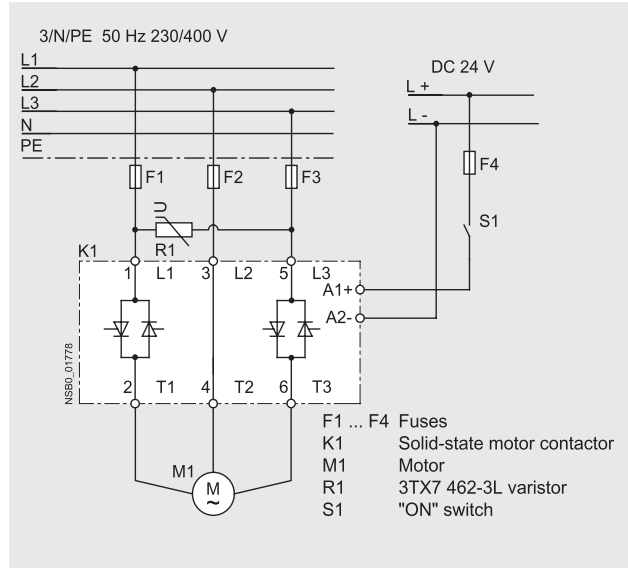 3/N/PE 50 Hz 230/400 V
L1
L2
L3
N
PE
DC 24 V
L +
L -
F1
F2
F3
F4
S1
U
R1
K1
1 L1 3 L2 5 L3
A1+
A2-
NSB0_01778
2 T1 4 T2 6 T3
M1
M
~
F1 ... F4 Fuses
K1 Solid-state motor contactor
M1 Motor
R1 3TX7 462-3L varistor
S1 "ON" switch